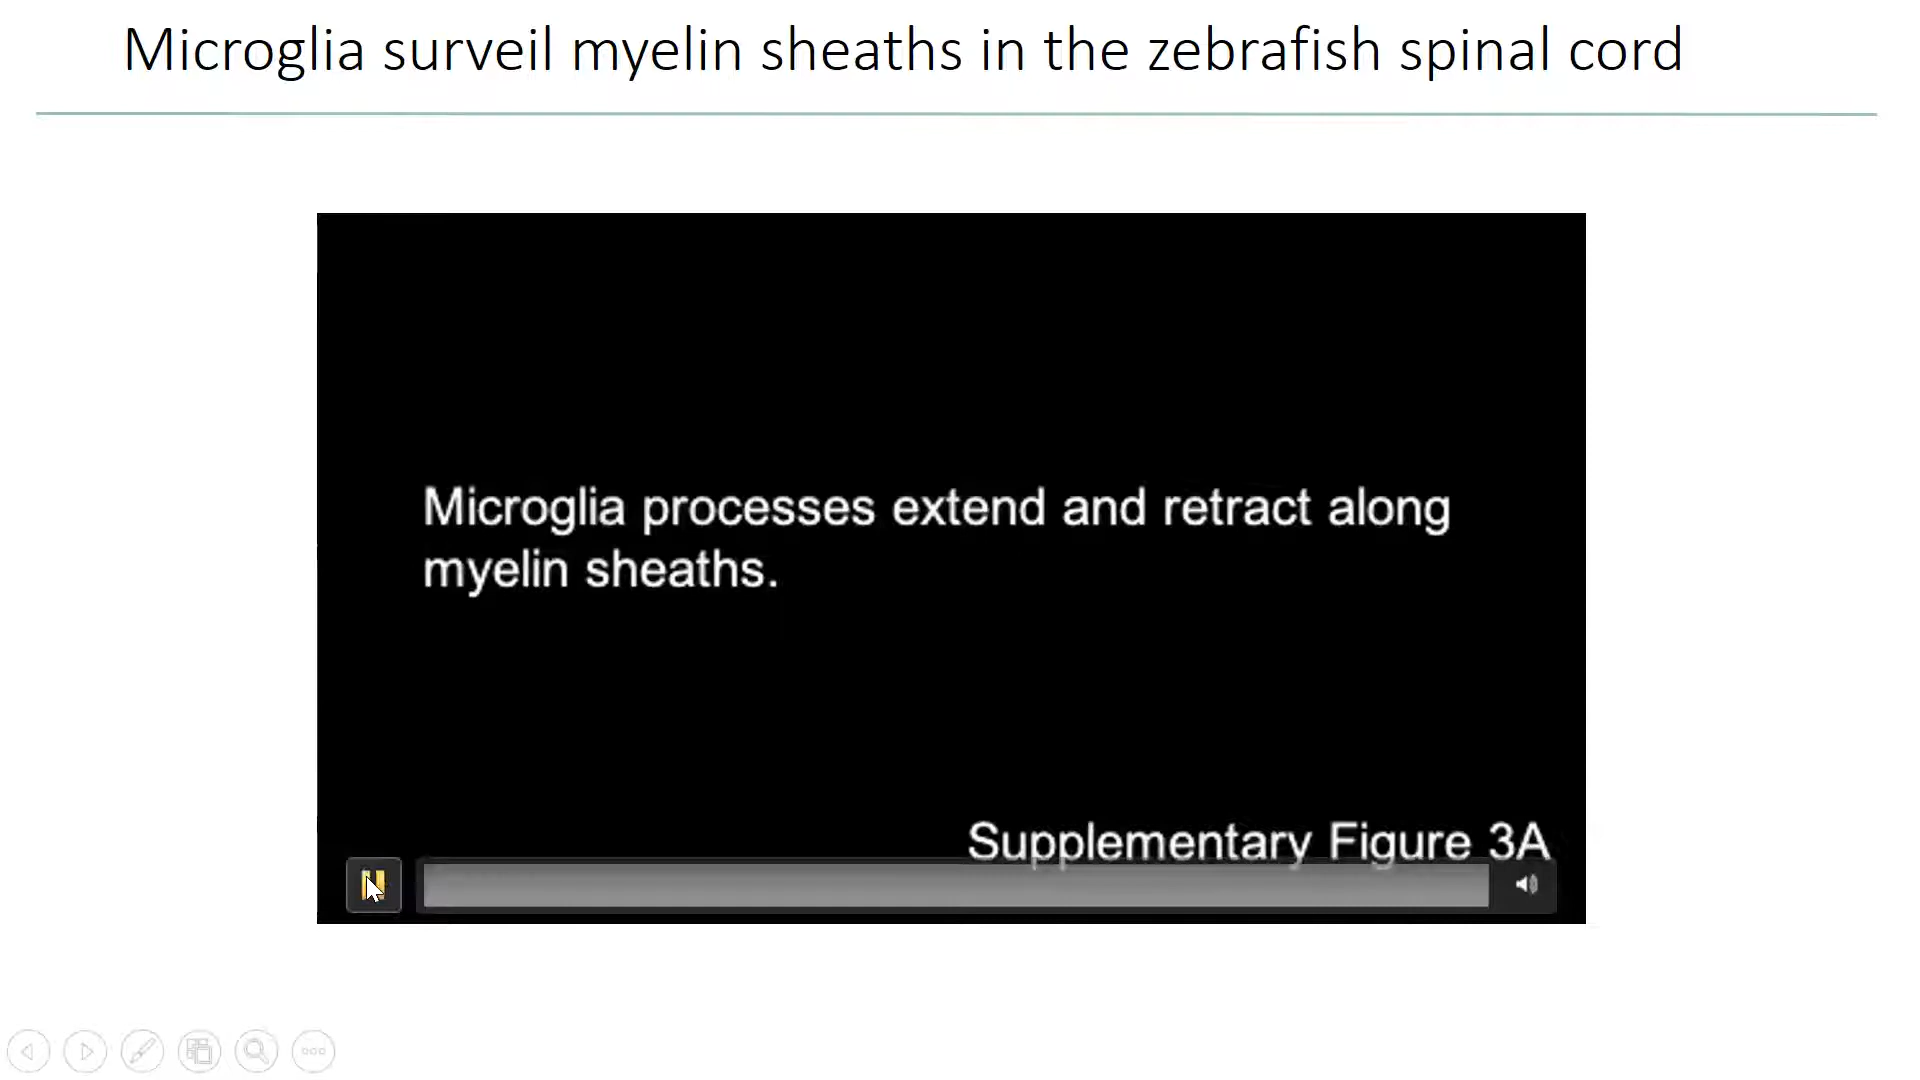 Microglia surveil myelin sheaths in the zebrafish spinal cord
Microglia processes extend and retract along
myelin sheaths.
Supplementary Figure 3A